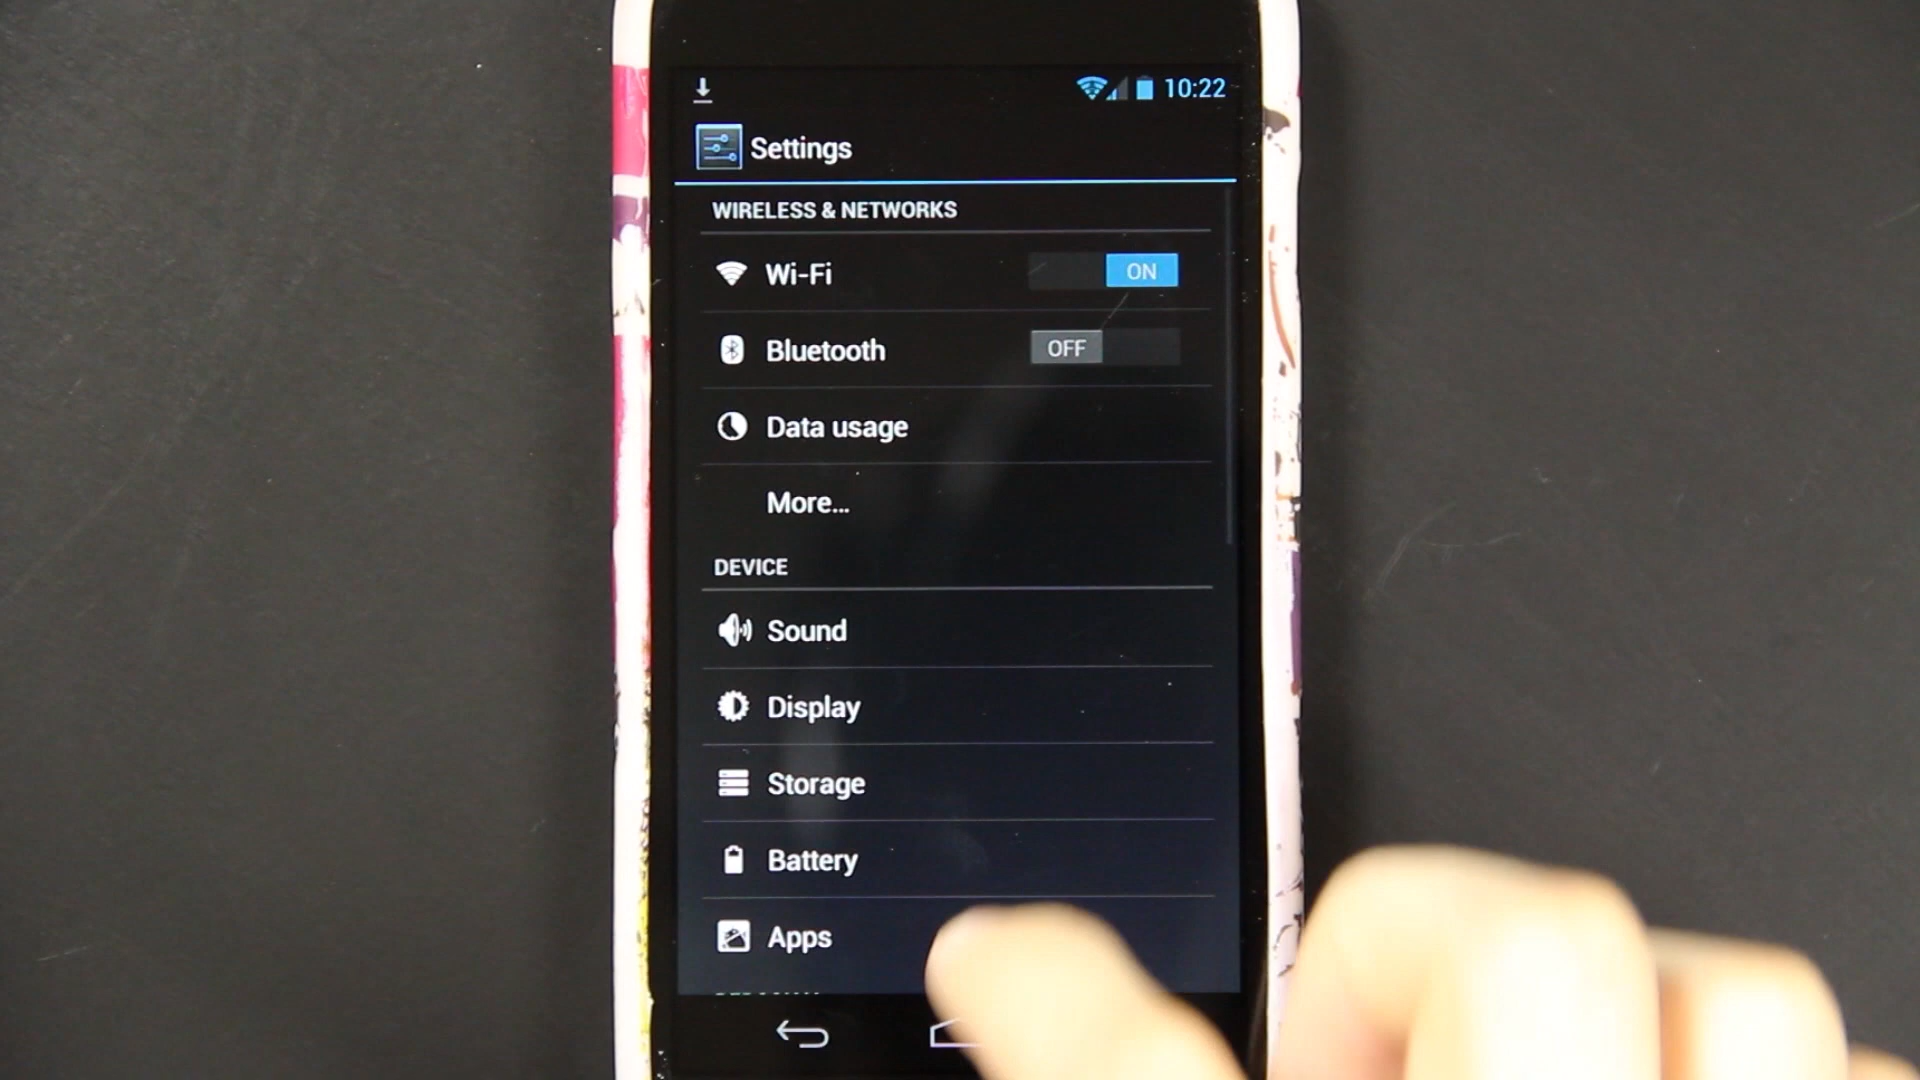 10:22
Settings
WIRELESS & NETWORKS
Wi-Fi
ON
Bluetooth
OFF
Data usage
More...
DEVICE
Sound
Display
Storage
Battery
Apps